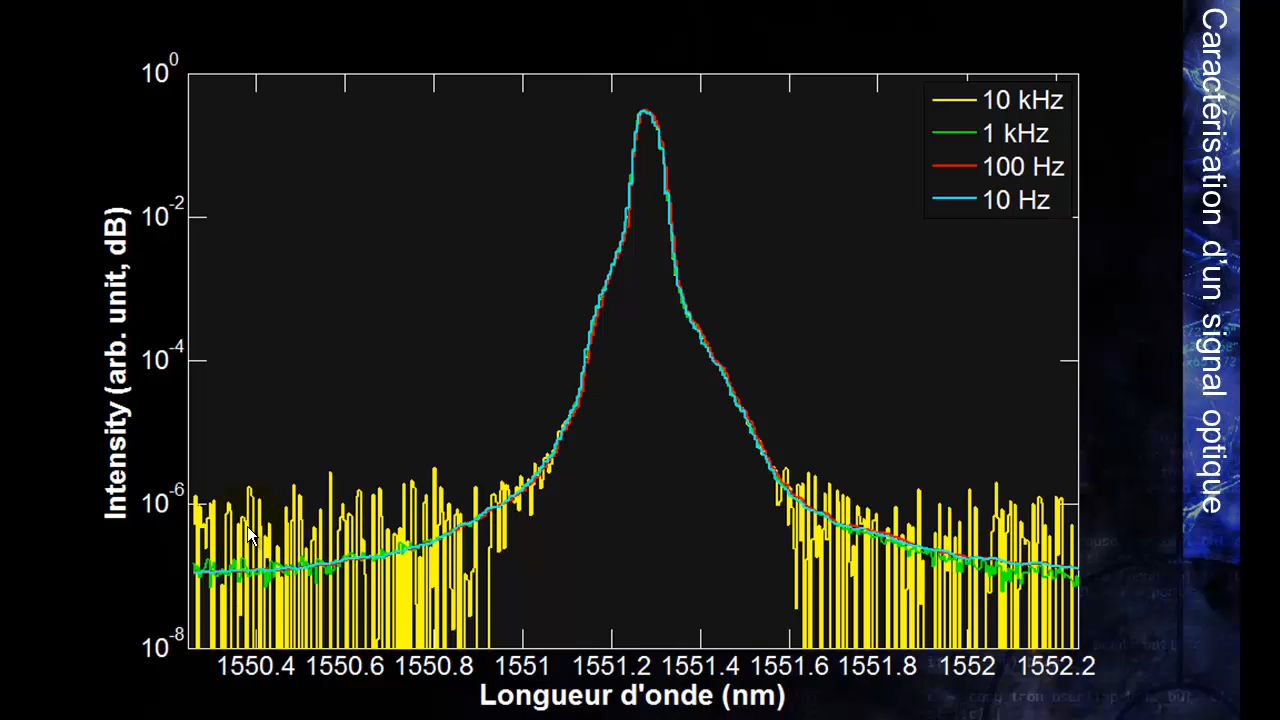 10 kHz
1 kHz
100 Hz
10 Hz
10^0
10^-2
10^-4
10^-6
10^-8
Intensity (arb. unit, dB)
1550.4 1550.6 1550.8 1551 1551.2 1551.4 1551.6 1551.8 1552 1552.2
Longueur d'onde (nm)
Caractérisation d'un signal optique